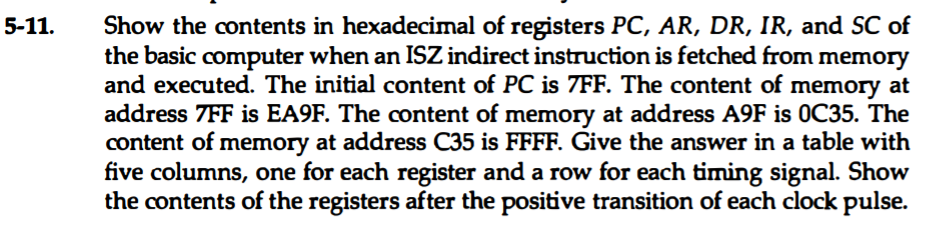 5-11. Show the contents in hexadecimal of registers PC, AR, DR, IR, and SC of
the basic computer when an ISZ indirect instruction is fetched from memory
and executed. The initial content of PC is 7FF. The content of memory at
address 7FF is EA9F. The content of memory at address A9F is 0C35. The
content of memory at address C35 is FFFF. Give the answer in a table with
five columns, one for each register and a row for each timing signal. Show
the contents of the registers after the positive transition of each clock pulse.